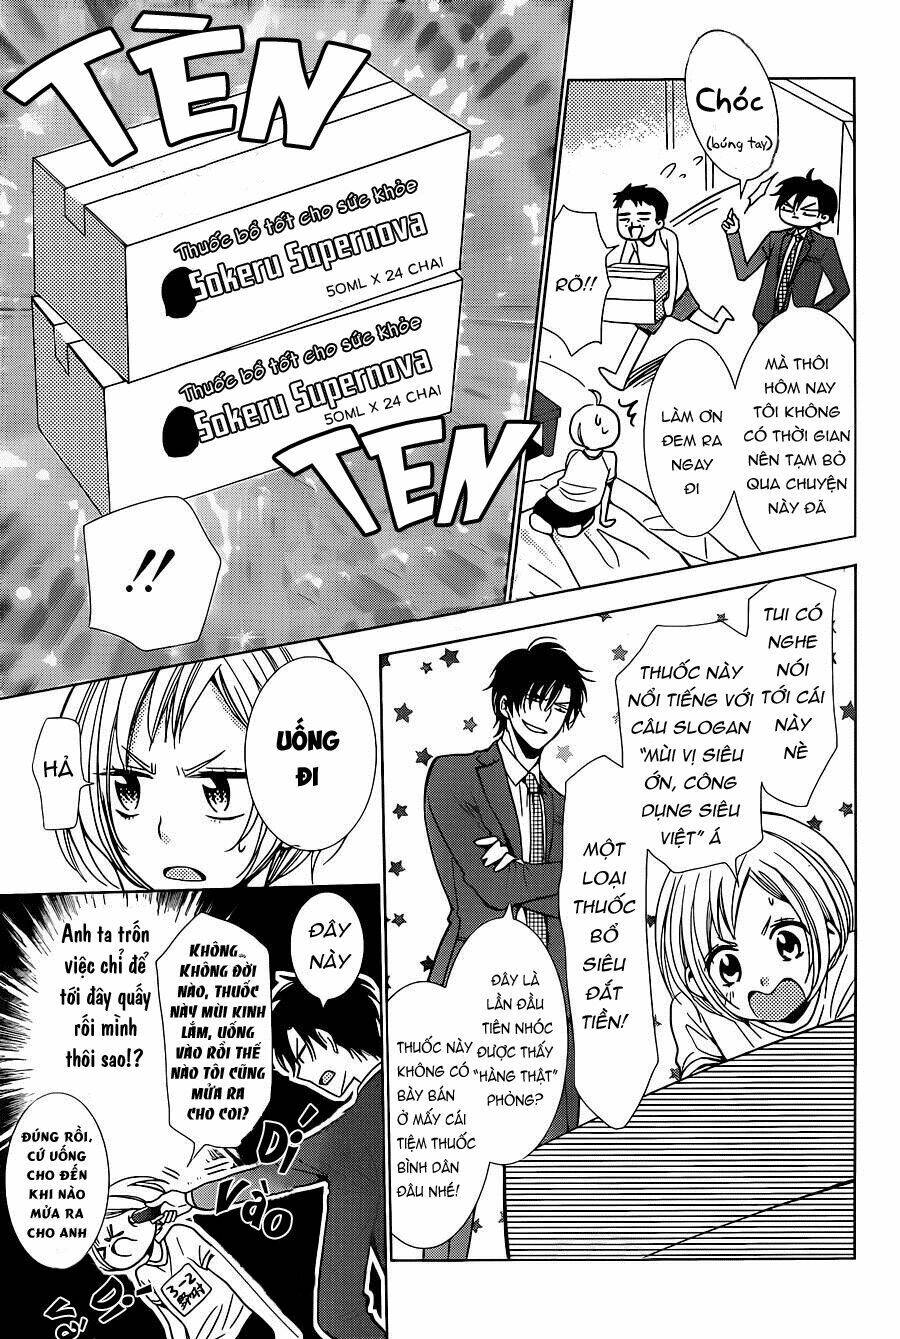 Chóc
(búng tay)
RÕ!!
MÀ THÔI
HÔM NAY
TÔI KHÔNG
CÓ THỜI GIAN
NÊN TẠM BỎ
QUA CHUYỆN
NÀY ĐÃ
LÀM ƠN
ĐEM RA
NGAY
ĐI
TÈN
Thuốc bổ tốt cho sức khỏe
Sokeru Supernova
50ML X 24 CHAI
Thuốc bổ tốt cho sức khỏe
Sokeru Supernova
50ML X 24 CHAI
TEN
!!
TUI CÓ
NGHE
NÓI
TỚI CÁI
NÀY
NÈ
THUỐC NÀY
NỔI TIẾNG VỚI
CÂU SLOGAN
“MÙI VỊ SIÊU
ỚN, CÔNG
DỤNG SIÊU
VIỆT” Á
MỘT
LOẠI
THUỐC
BỔ
SIÊU
ĐẮT
TIỀN!
ĐÂY LÀ
LẦN ĐẦU
TIÊN NHÓC
ĐƯỢC THẤY
“HÀNG THẬT”
PHỎNG?
THUỐC NÀY
KHÔNG CÓ
BÀY BÁN
Ở MẤY CÁI
TIỆM THUỐC
BÌNH DÂN
ĐÂU NHÉ!
UỐNG
ĐI
HẢ
ĐÂY
NÀY
KHÔNG,
KHÔNG ĐỜI
NÀO, THUỐC
NÀY MÙI KINH
LẮM, UỐNG
VÀO RỒI THẾ
NÀO TÔI CŨNG
MỬA RA
CHO COI?
Anh ta trốn
việc chỉ để
tới đây quấy
rối mình
thôi sao!?
Dí
vào
ĐÚNG RỒI,
CỨ UỐNG
CHO ĐẾN
KHI NÀO
MỬA RA
CHO ANH
Dí
vào
3-2
野村